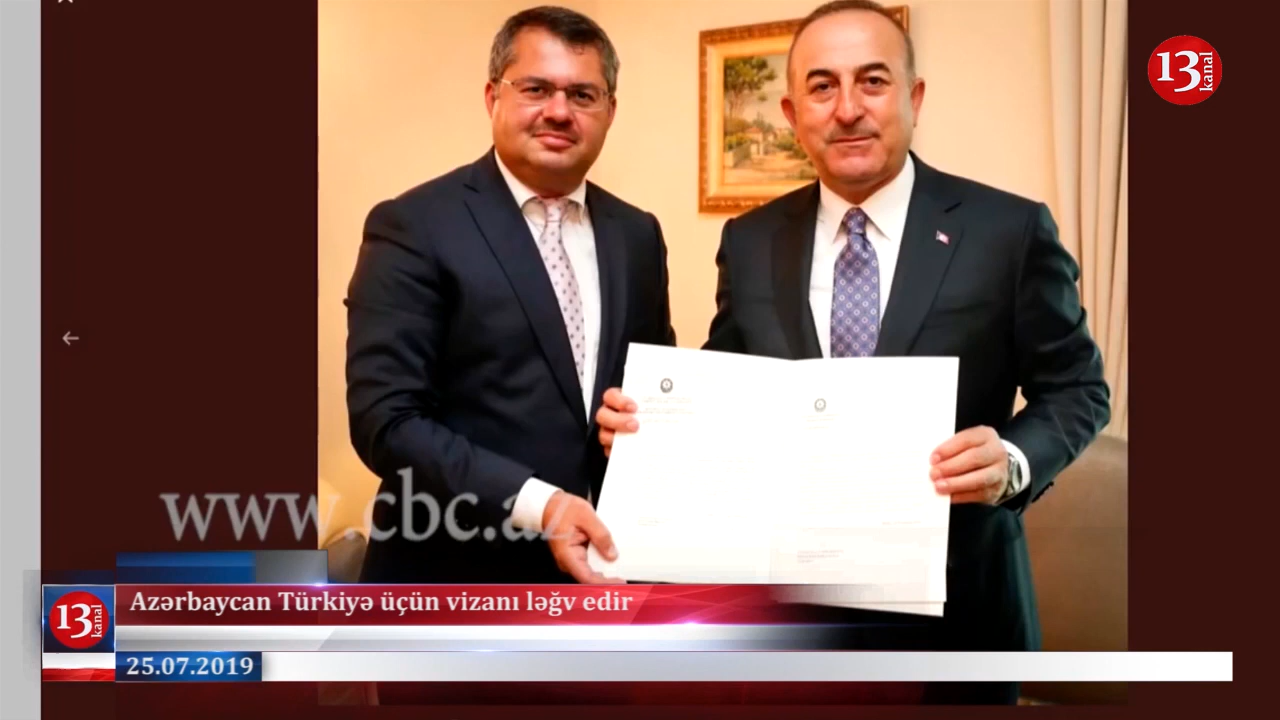 13 kanal
www.cbc.az
13 kanal
Azərbaycan Türkiyə üçün vizanı ləğv edir
25.07.2019